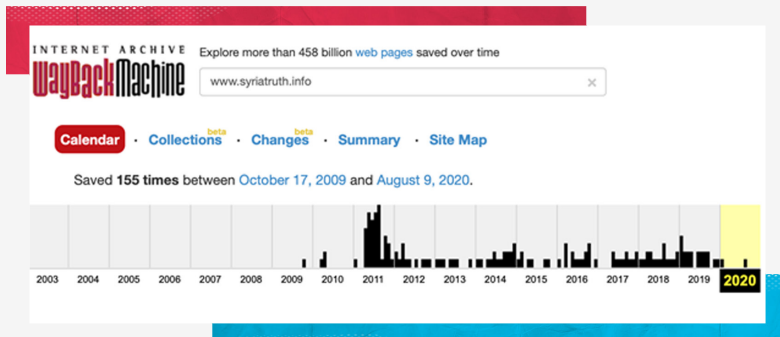 INTERNET ARCHIVE
WayBackMachine
Explore more than 458 billion web pages saved over time
www.syriatruth.info ×
Calendar · Collections beta · Changes beta · Summary · Site Map
Saved 155 times between October 17, 2009 and August 9, 2020.
2003 2004 2005 2006 2007 2008 2009 2010 2011 2012 2013 2014 2015 2016 2017 2018 2019 2020